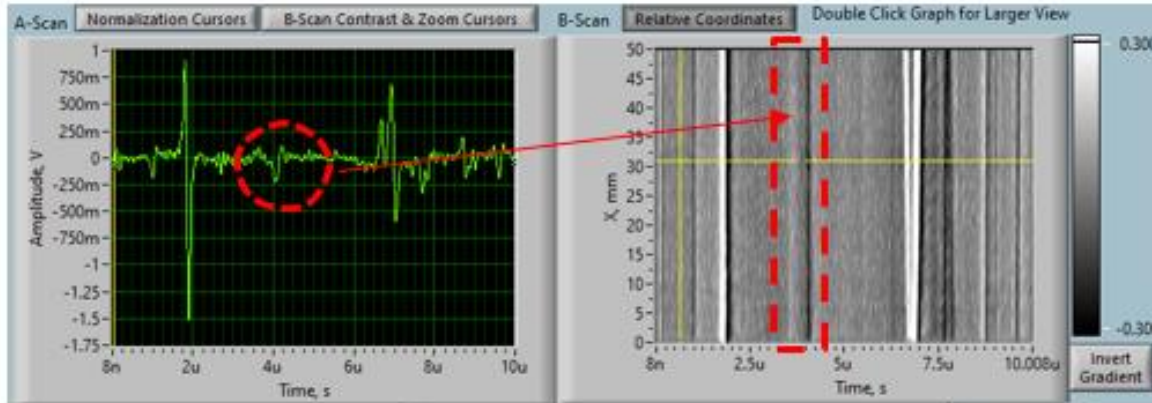 A-Scan
Normalization Cursors
B-Scan Contrast & Zoom Cursors
B-Scan
Relative Coordinates
Double Click Graph for Larger View
Amplitude, V
1
750m
500m
250m
0
-250m
-500m
-750m
-1
-1.25
-1.5
-1.75
8n
2u
4u
6u
8u
10u
Time, s
X, mm
50
45
40
35
30
25
20
15
10
5
0
8n
2.5u
5u
7.5u
10.008u
Time, s
0.300
-0.300
Invert
Gradient